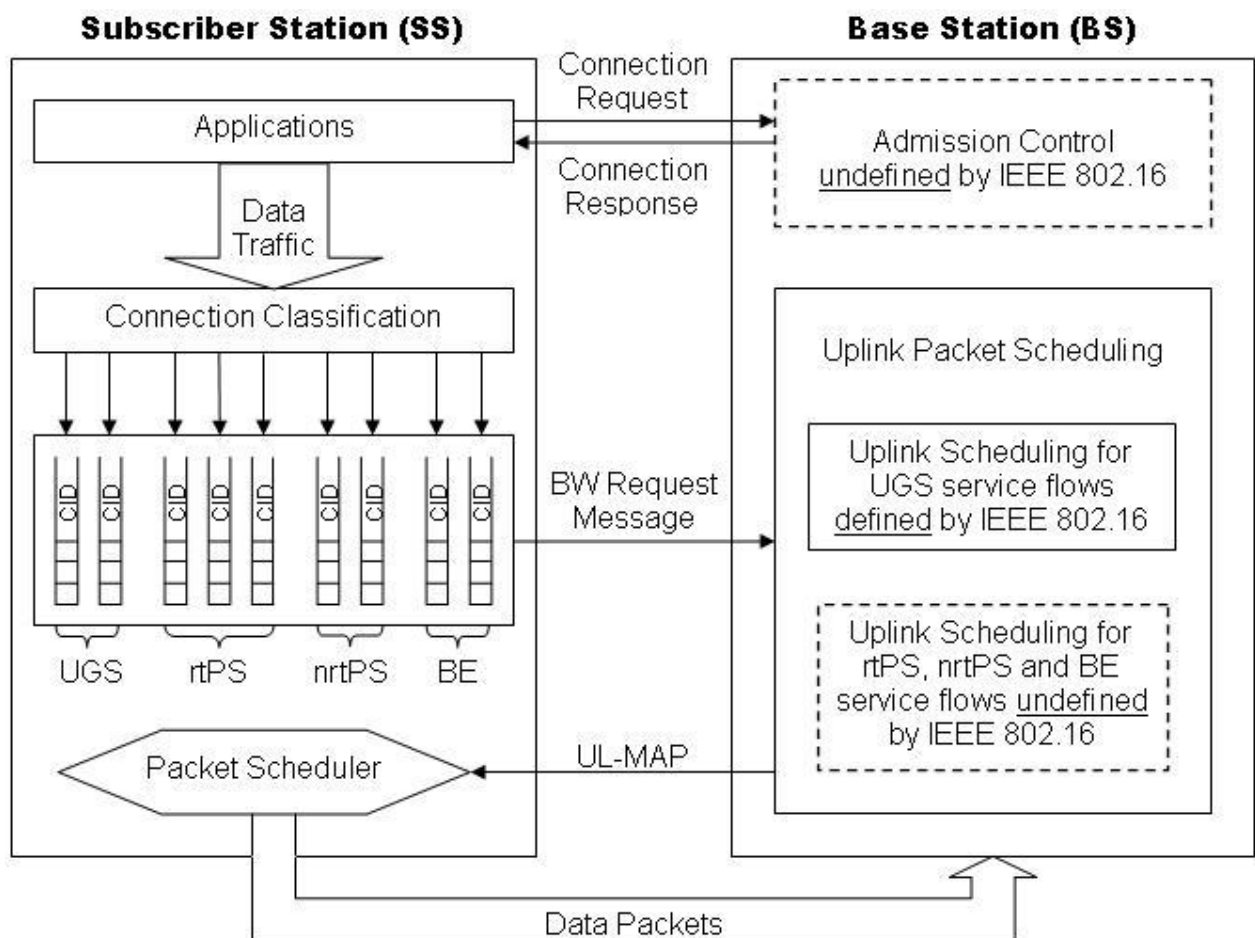 Subscriber Station (SS)
Base Station (BS)
Applications
Connection
Request
Connection
Response
Admission Control
undefined by IEEE 802.16
Data
Traffic
Connection Classification
CID
CID
CID
CID
CID
CID
CID
CID
CID
UGS
rtPS
nrtPS
BE
BW Request
Message
Uplink Packet Scheduling
Uplink Scheduling for
UGS service flows
defined by IEEE 802.16
Uplink Scheduling for
rtPS, nrtPS and BE
service flows undefined
by IEEE 802.16
UL-MAP
Packet Scheduler
Data Packets